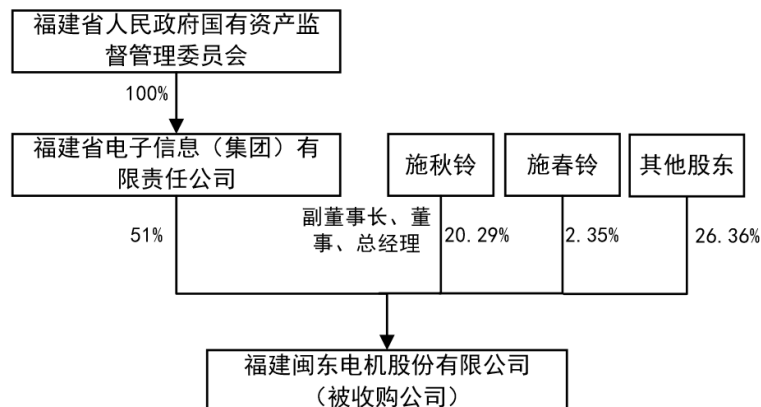 福建省人民政府国有资产监
督管理委员会
100%
福建省电子信息（集团）有
限责任公司
施秋铃
施春铃
其他股东
51%
副董事长、董
事、总经理
20.29%
2.35%
26.36%
福建闽东电机股份有限公司
（被收购公司）